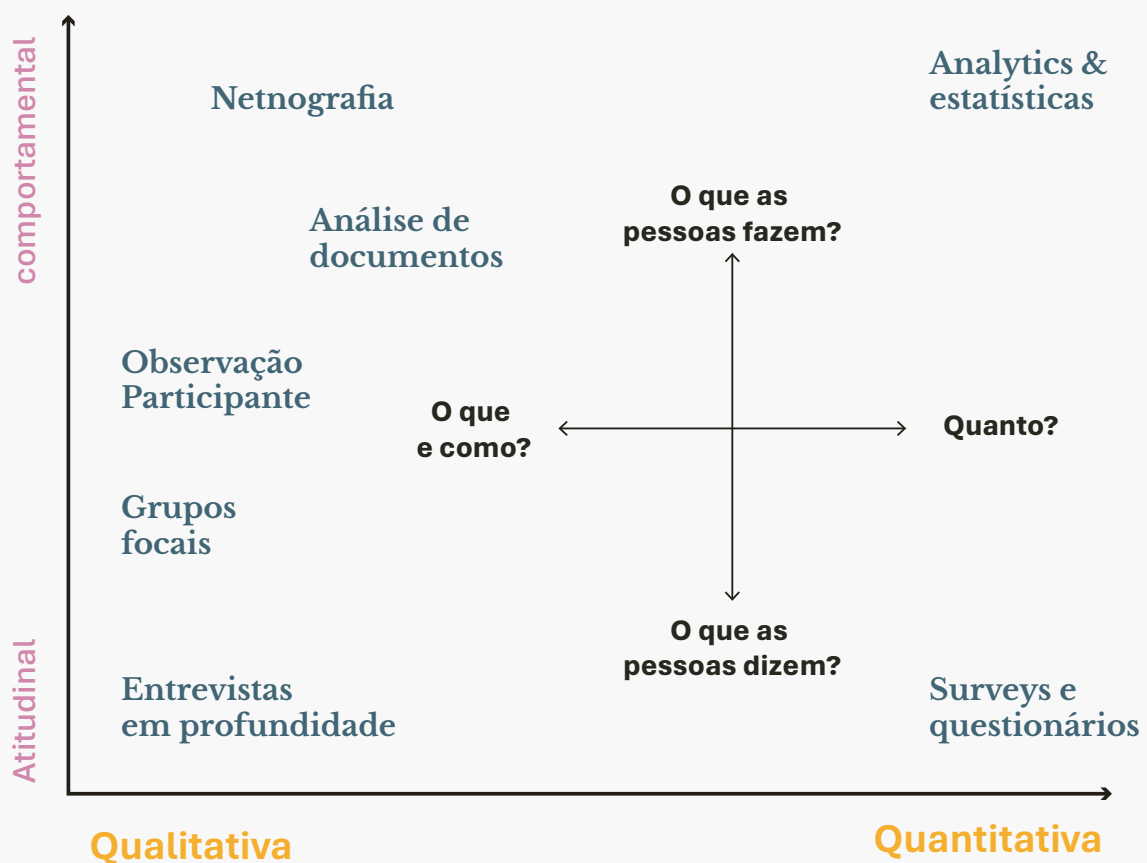 comportamental
Netnografia
Analytics &
estatísticas
O que as
pessoas fazem?
Análise de
documentos
Observação
Participante
O que
e como?
Quanto?
Grupos
focais
O que as
pessoas dizem?
Atitudinal
Entrevistas
em profundidade
Surveys e
questionários
Qualitativa
Quantitativa